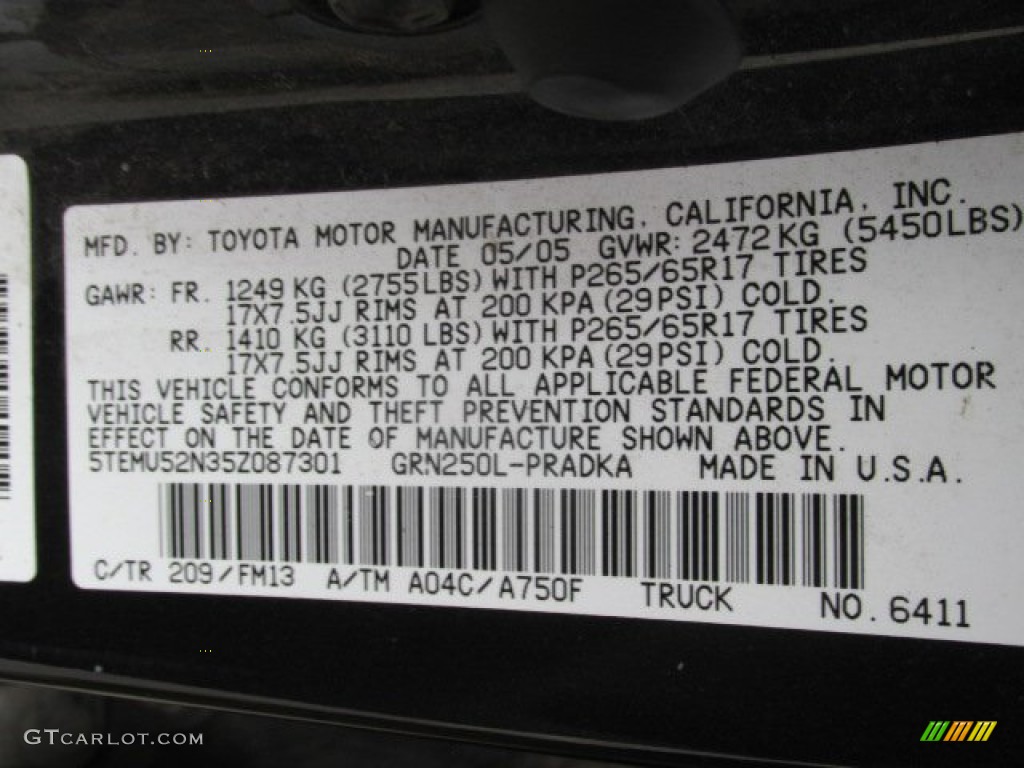 MFD. BY: TOYOTA MOTOR MANUFACTURING, CALIFORNIA, INC.
DATE 05/05 GVWR: 2472 KG (5450LBS)
GAWR: FR. 1249 KG (2755LBS) WITH P265/65R17 TIRES
17X7.5JJ RIMS AT 200 KPA (29PSI) COLD.
RR. 1410 KG (3110 LBS) WITH P265/65R17 TIRES
17X7.5JJ RIMS AT 200 KPA (29PSI) COLD.
THIS VEHICLE CONFORMS TO ALL APPLICABLE FEDERAL MOTOR
VEHICLE SAFETY AND THEFT PREVENTION STANDARDS IN
EFFECT ON THE DATE OF MANUFACTURE SHOWN ABOVE.
5TEMU52N35Z087301 GRN250L-PRADKA MADE IN U.S.A.
C/TR 209/FM13 A/TM A04C/A750F TRUCK NO. 6411
GTCARLOT.COM